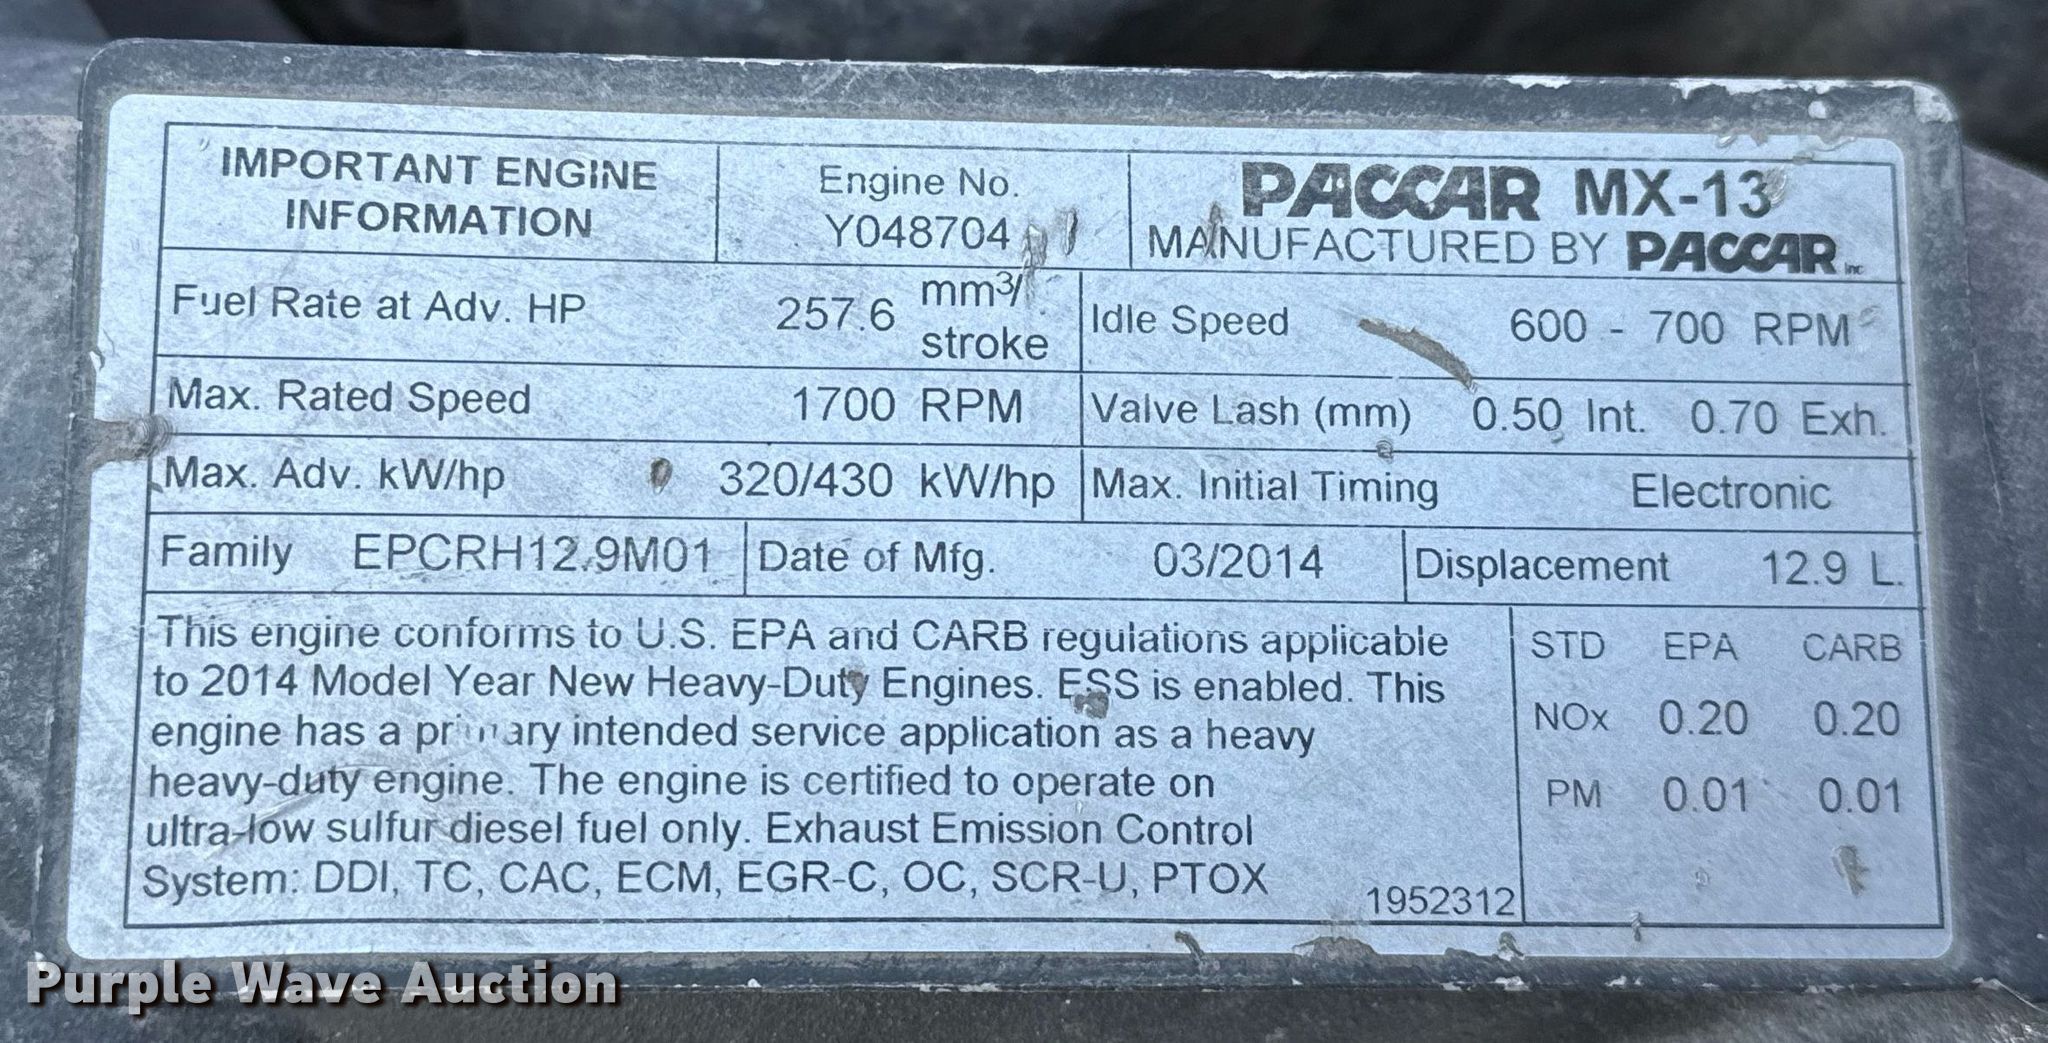 IMPORTANT ENGINE
INFORMATION
Engine No.
Y048704
PACCAR MX-13
MANUFACTURED BY PACCAR Inc
Fuel Rate at Adv. HP 257.6 mm³/
stroke
Idle Speed 600 - 700 RPM
Max. Rated Speed 1700 RPM
Valve Lash (mm) 0.50 Int. 0.70 Exh.
Max. Adv. kW/hp 320/430 kW/hp
Max. Initial Timing Electronic
Family EPCRH12.9M01
Date of Mfg. 03/2014
Displacement 12.9 L.
This engine conforms to U.S. EPA and CARB regulations applicable
to 2014 Model Year New Heavy-Duty Engines. ESS is enabled. This
engine has a primary intended service application as a heavy
heavy-duty engine. The engine is certified to operate on
ultra-low sulfur diesel fuel only. Exhaust Emission Control
System: DDI, TC, CAC, ECM, EGR-C, OC, SCR-U, PTOX
1952312
STD EPA CARB
NOx 0.20 0.20
PM 0.01 0.01
Purple Wave Auction